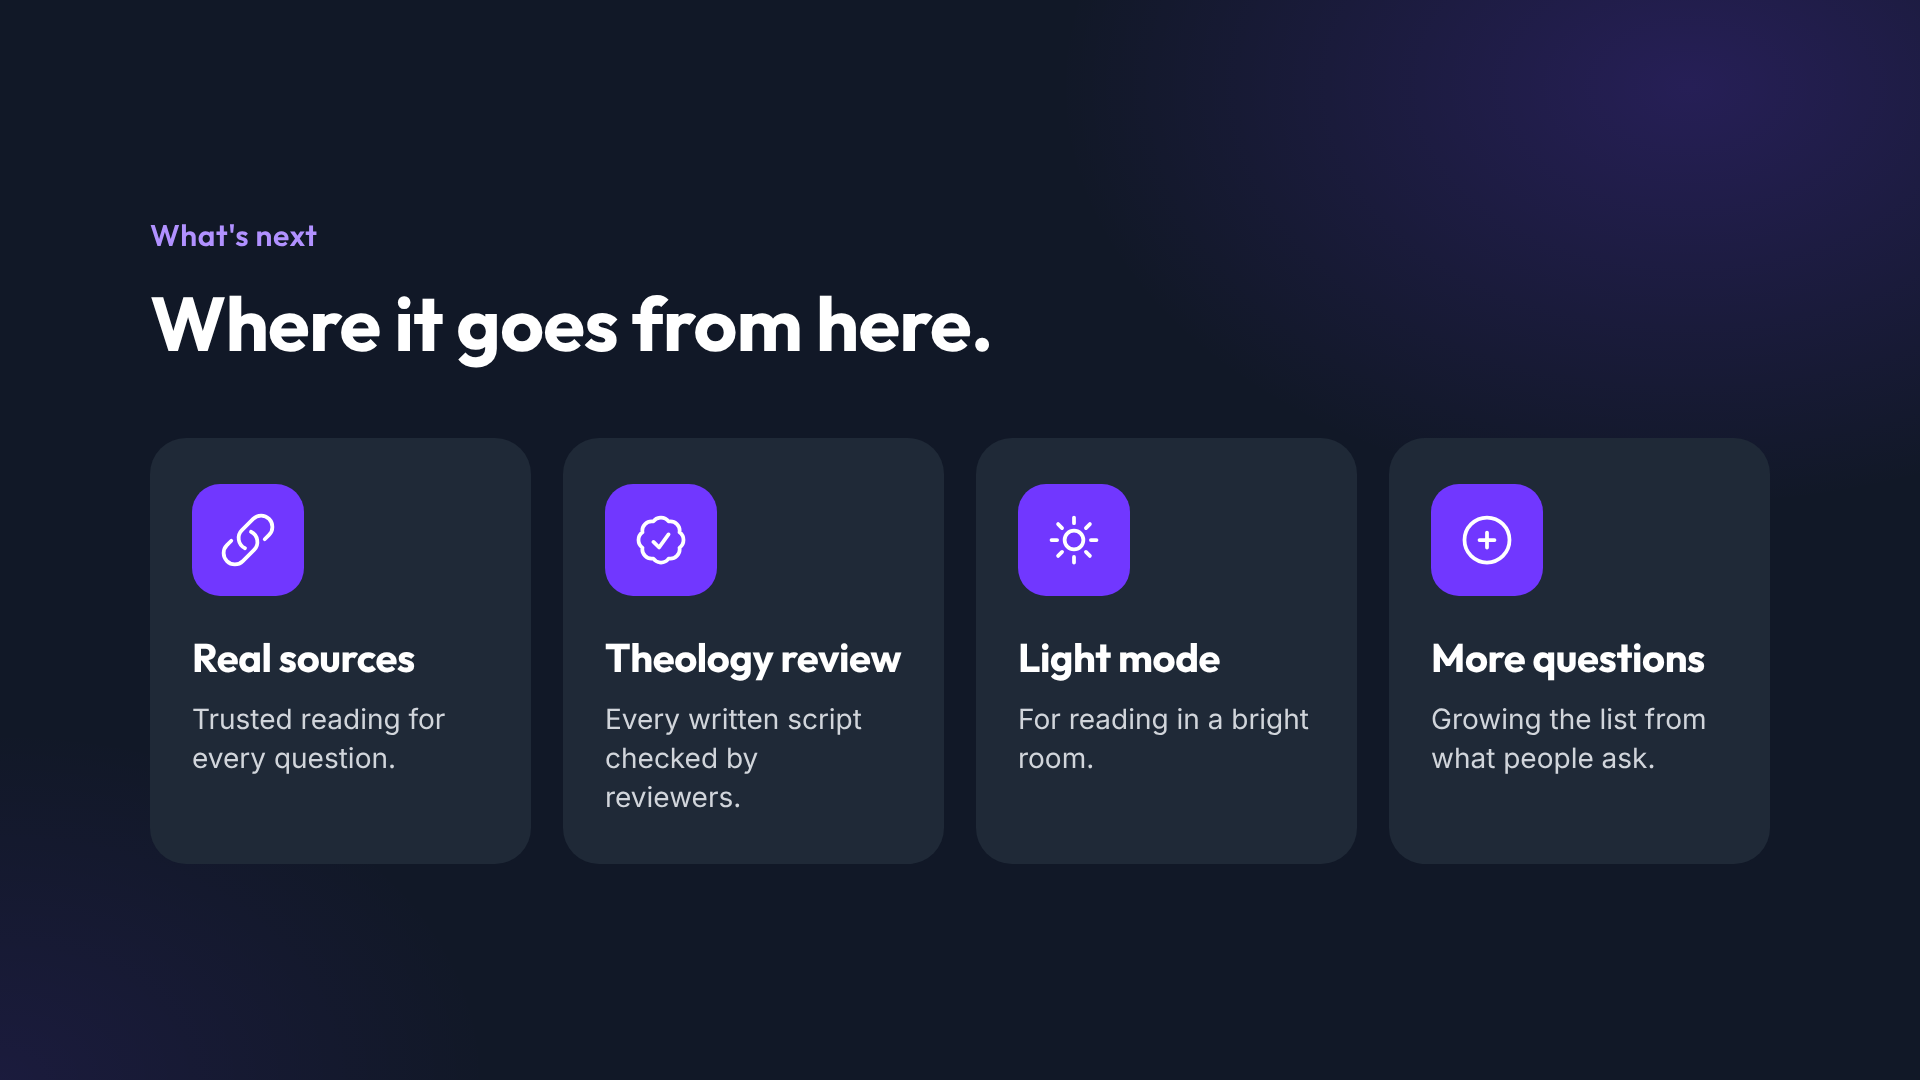 What's next
Where it goes from here.
Real sources
Trusted reading for
every question.
Theology review
Every written script
checked by
reviewers.
Light mode
For reading in a bright
room.
More questions
Growing the list from
what people ask.